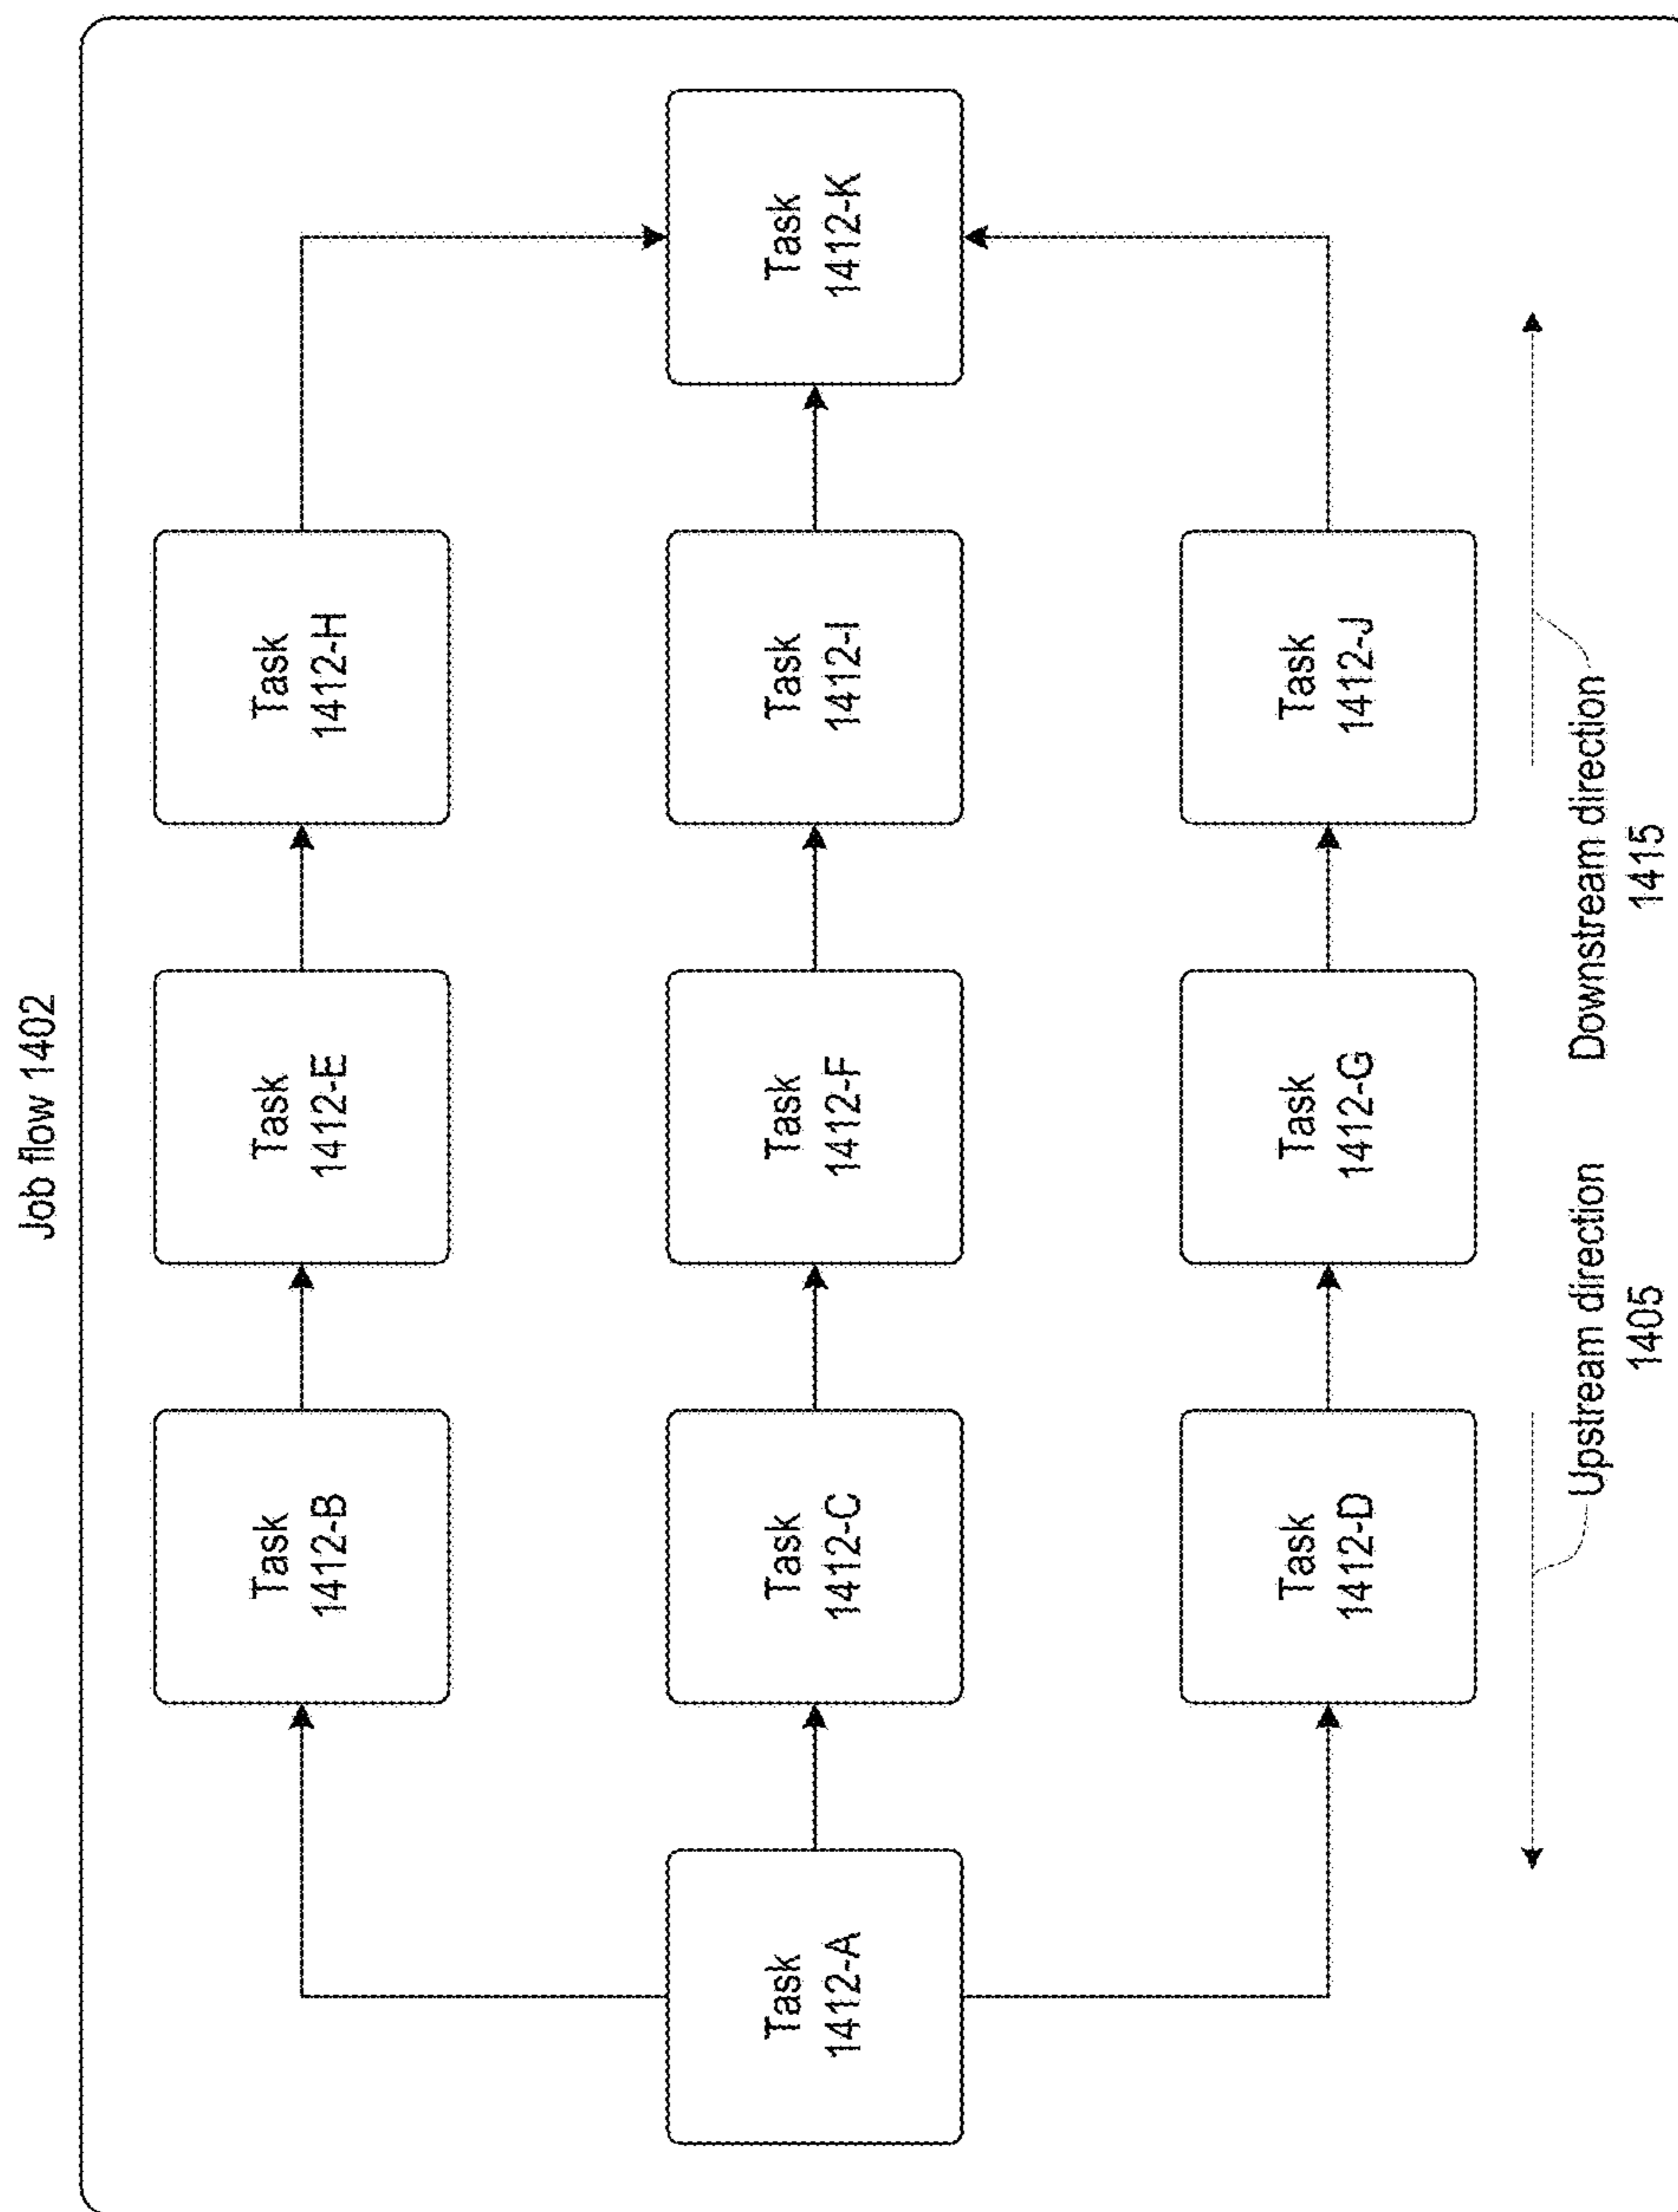 Job flow 1402
Task
1412-A
Task
1412-B
Task
1412-C
Task
1412-D
Task
1412-E
Task
1412-F
Task
1412-G
Task
1412-H
Task
1412-I
Task
1412-J
Task
1412-K
Upstream direction
1405
Downstream direction
1415